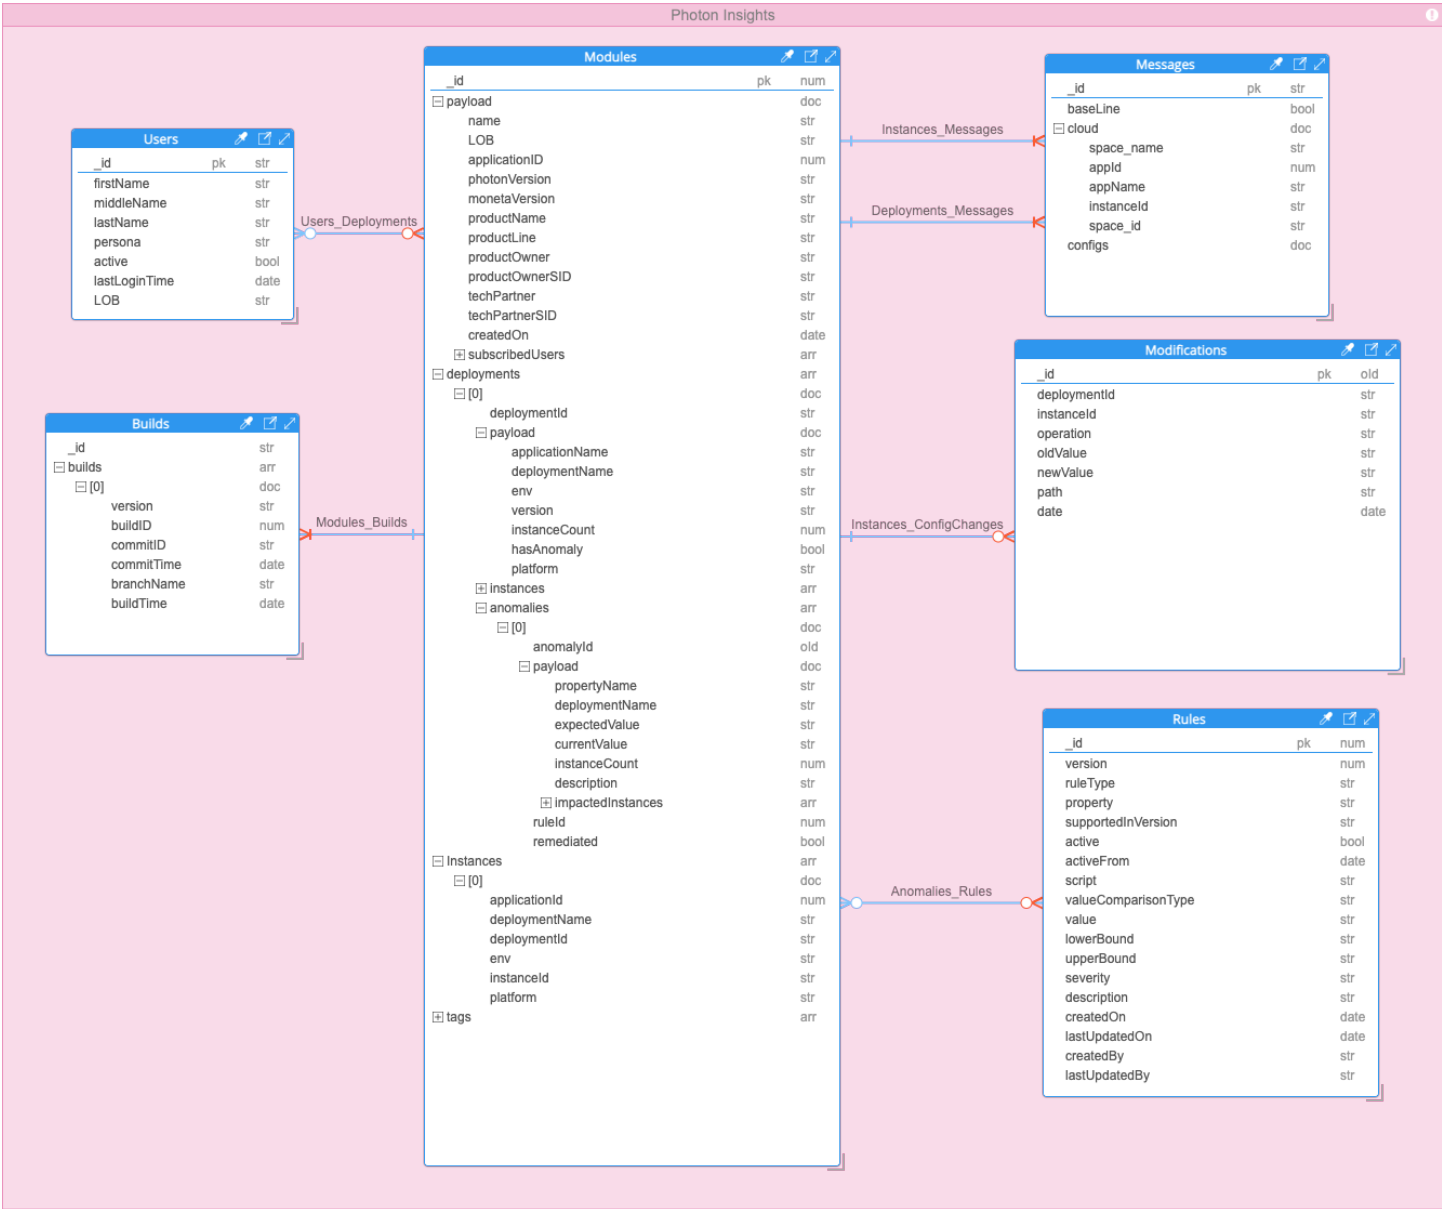 Photon Insights
Users
_id pk str
firstName str
middleName str
lastName str
persona str
active bool
lastLoginTime date
LOB str
Users_Deployments
Builds
_id str
builds arr
[0] doc
version str
buildID num
commitID str
commitTime date
branchName str
buildTime date
Modules_Builds
Modules
_id pk num
payload doc
name str
LOB str
applicationID num
photonVersion str
monetaVersion str
productName str
productLine str
productOwner str
productOwnerSID str
techPartner str
techPartnerSID str
createdOn date
subscribedUsers arr
deployments arr
[0] doc
deploymentId str
payload doc
applicationName str
deploymentName str
env str
version str
instanceCount num
hasAnomaly bool
platform str
instances arr
anomalies arr
[0] doc
anomalyId old
payload doc
propertyName str
deploymentName str
expectedValue str
currentValue str
instanceCount num
description str
impactedInstances arr
ruleId num
remediated bool
Instances arr
[0] doc
applicationId num
deploymentName str
deploymentId str
env str
instanceId str
platform str
tags arr
Instances_Messages
Deployments_Messages
Instances_ConfigChanges
Anomalies_Rules
Messages
_id pk str
baseLine bool
cloud doc
space_name str
appId num
appName str
instanceId str
space_id str
configs doc
Modifications
_id pk old
deploymentId str
instanceId str
operation str
oldValue str
newValue str
path str
date date
Rules
_id pk num
version num
ruleType str
property str
supportedInVersion str
active bool
activeFrom date
script str
valueComparisonType str
value str
lowerBound str
upperBound str
severity str
description str
createdOn date
lastUpdatedOn date
createdBy str
lastUpdatedBy str